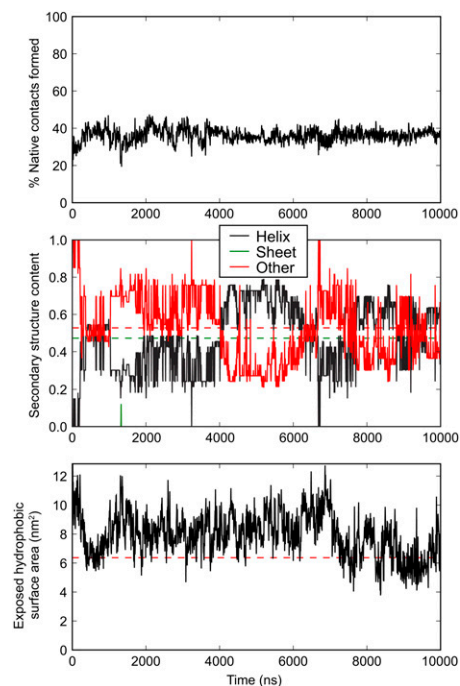 100
80
60
40
20
0
% Native contacts formed
0 2000 4000 6000 8000 10000
Helix
Sheet
Other
1.0
0.8
0.6
0.4
0.2
0.0
Secondary structure content
0 2000 4000 6000 8000 10000
12
10
8
6
4
2
0
Exposed hydrophobic
surface area (nm²)
0 2000 4000 6000 8000 10000
Time (ns)